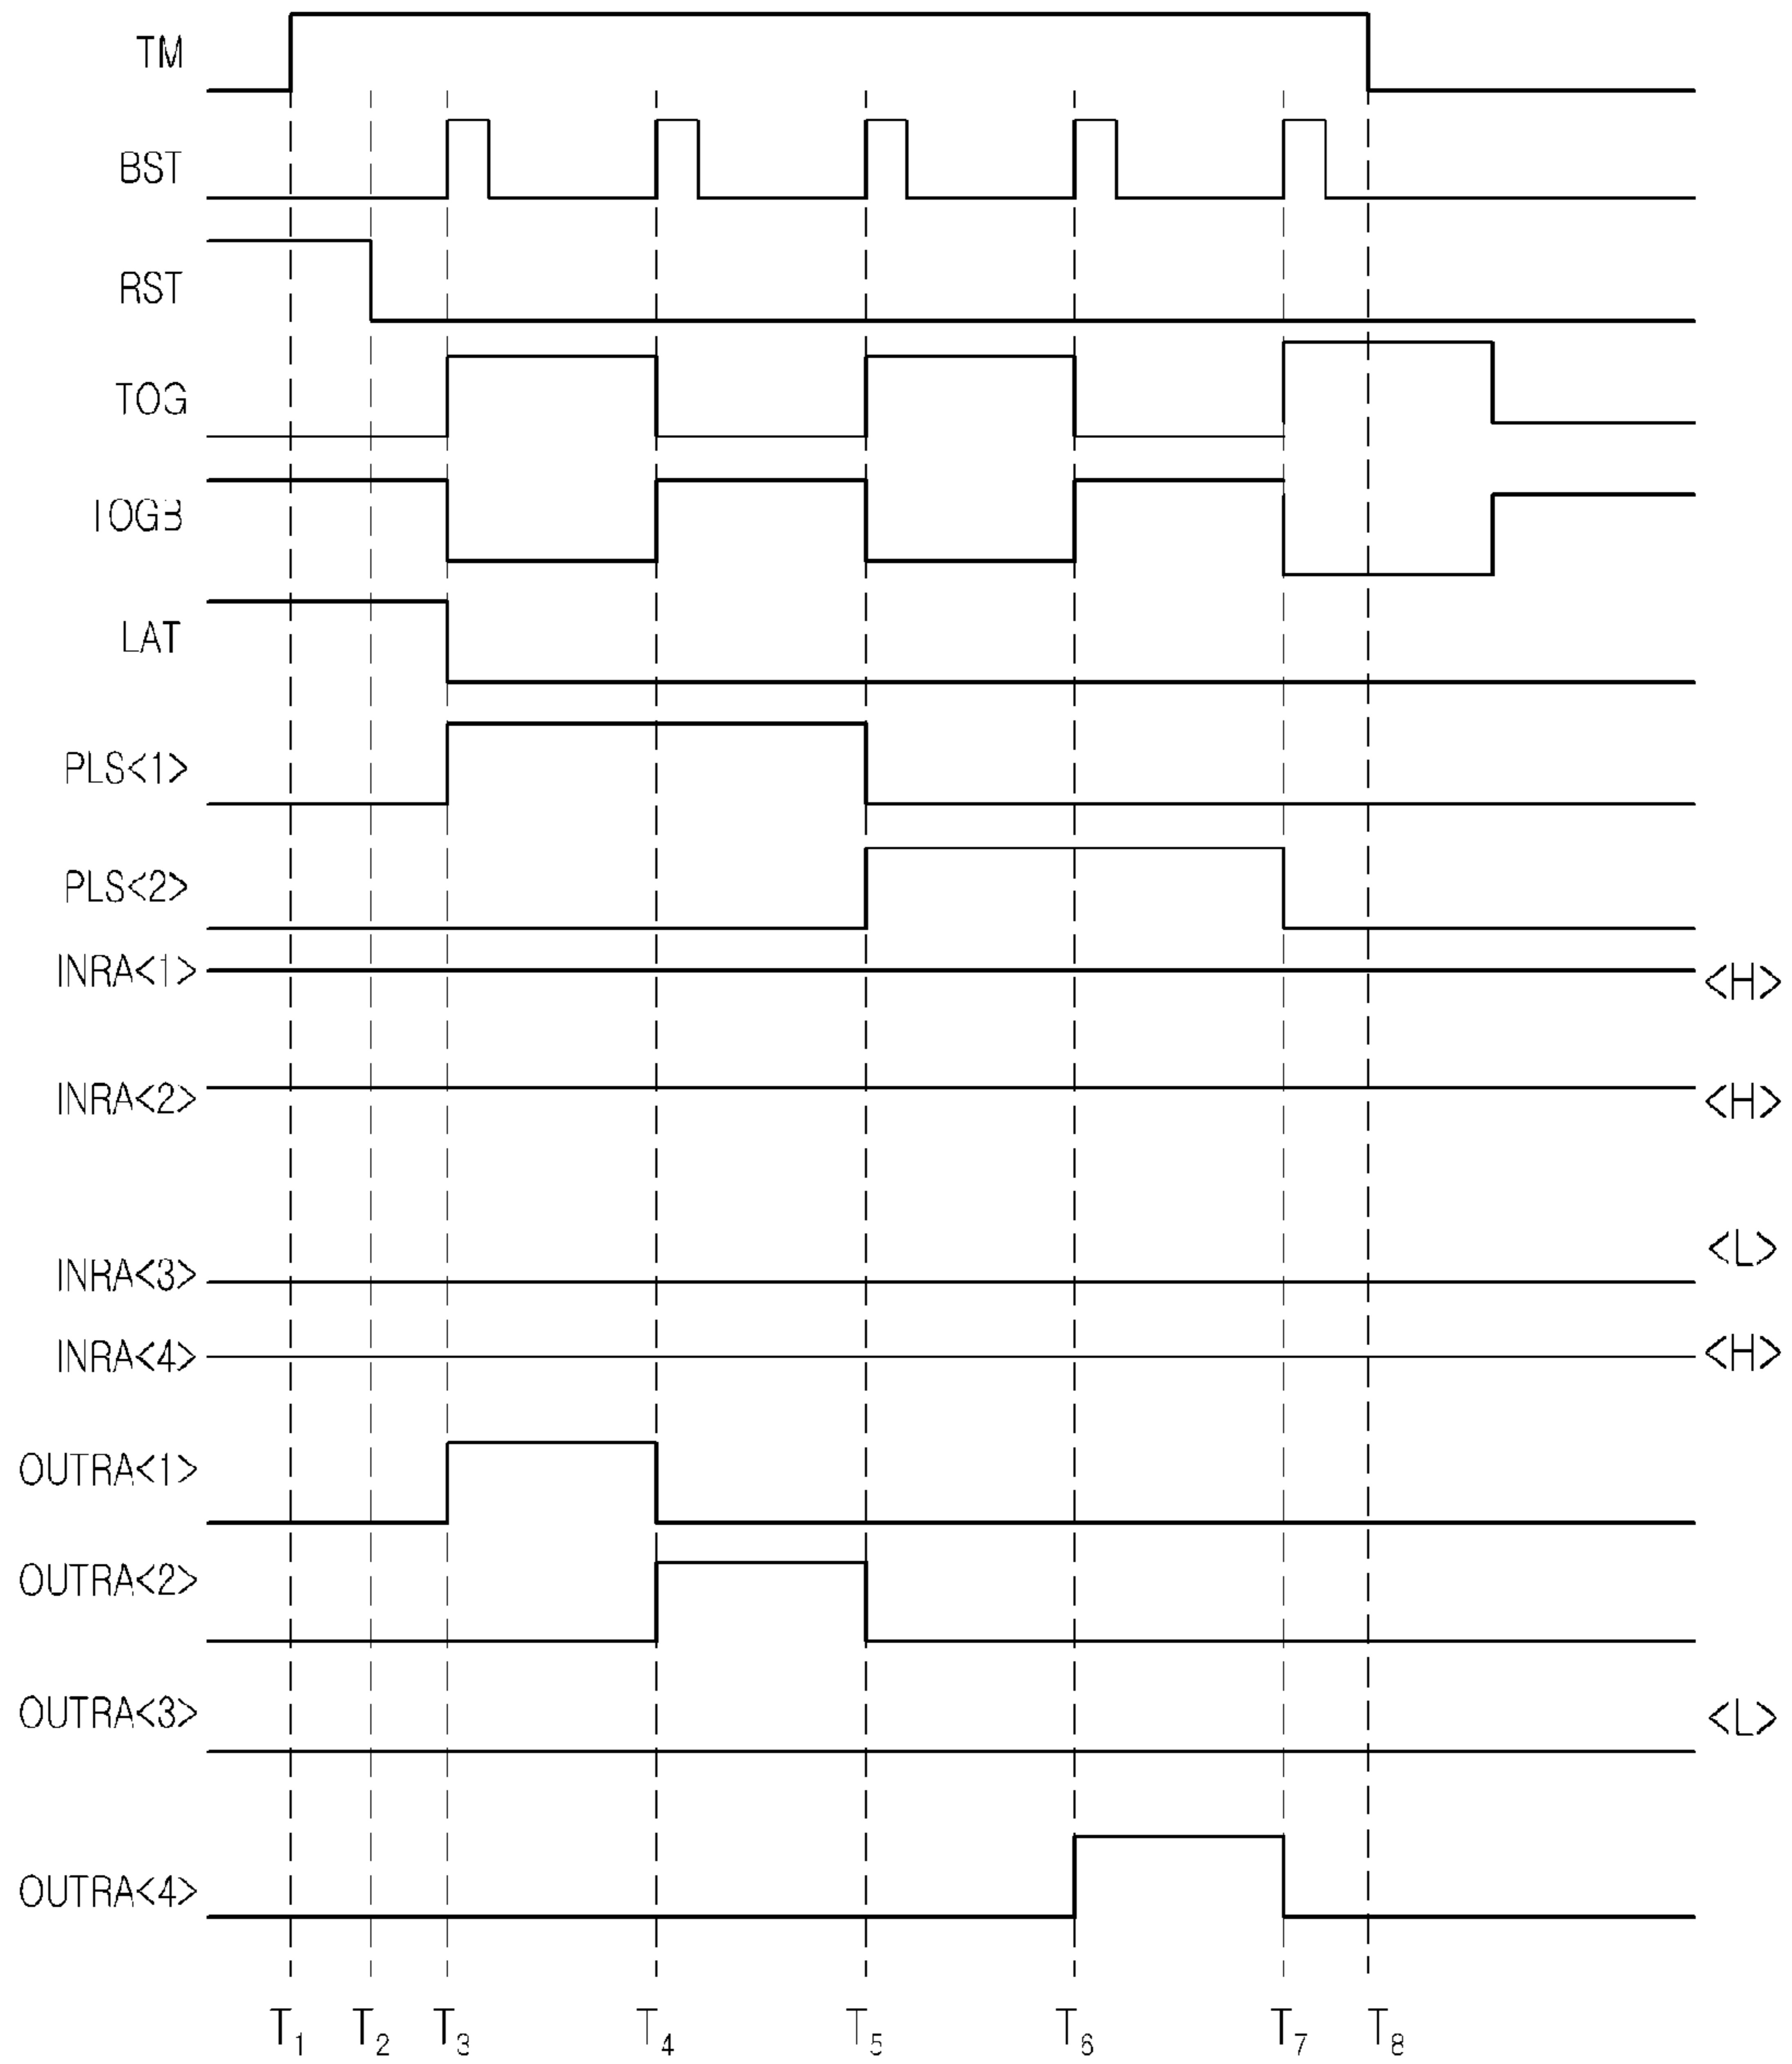 TM
BST
RST
TOG
IOGB
LAT
PLS<1>
PLS<2>
INRA<1> <H>
INRA<2> <H>
INRA<3> <L>
INRA<4> <H>
OUTRA<1>
OUTRA<2>
OUTRA<3> <L>
OUTRA<4>
T1 T2 T3 T4 T5 T6 T7 T8